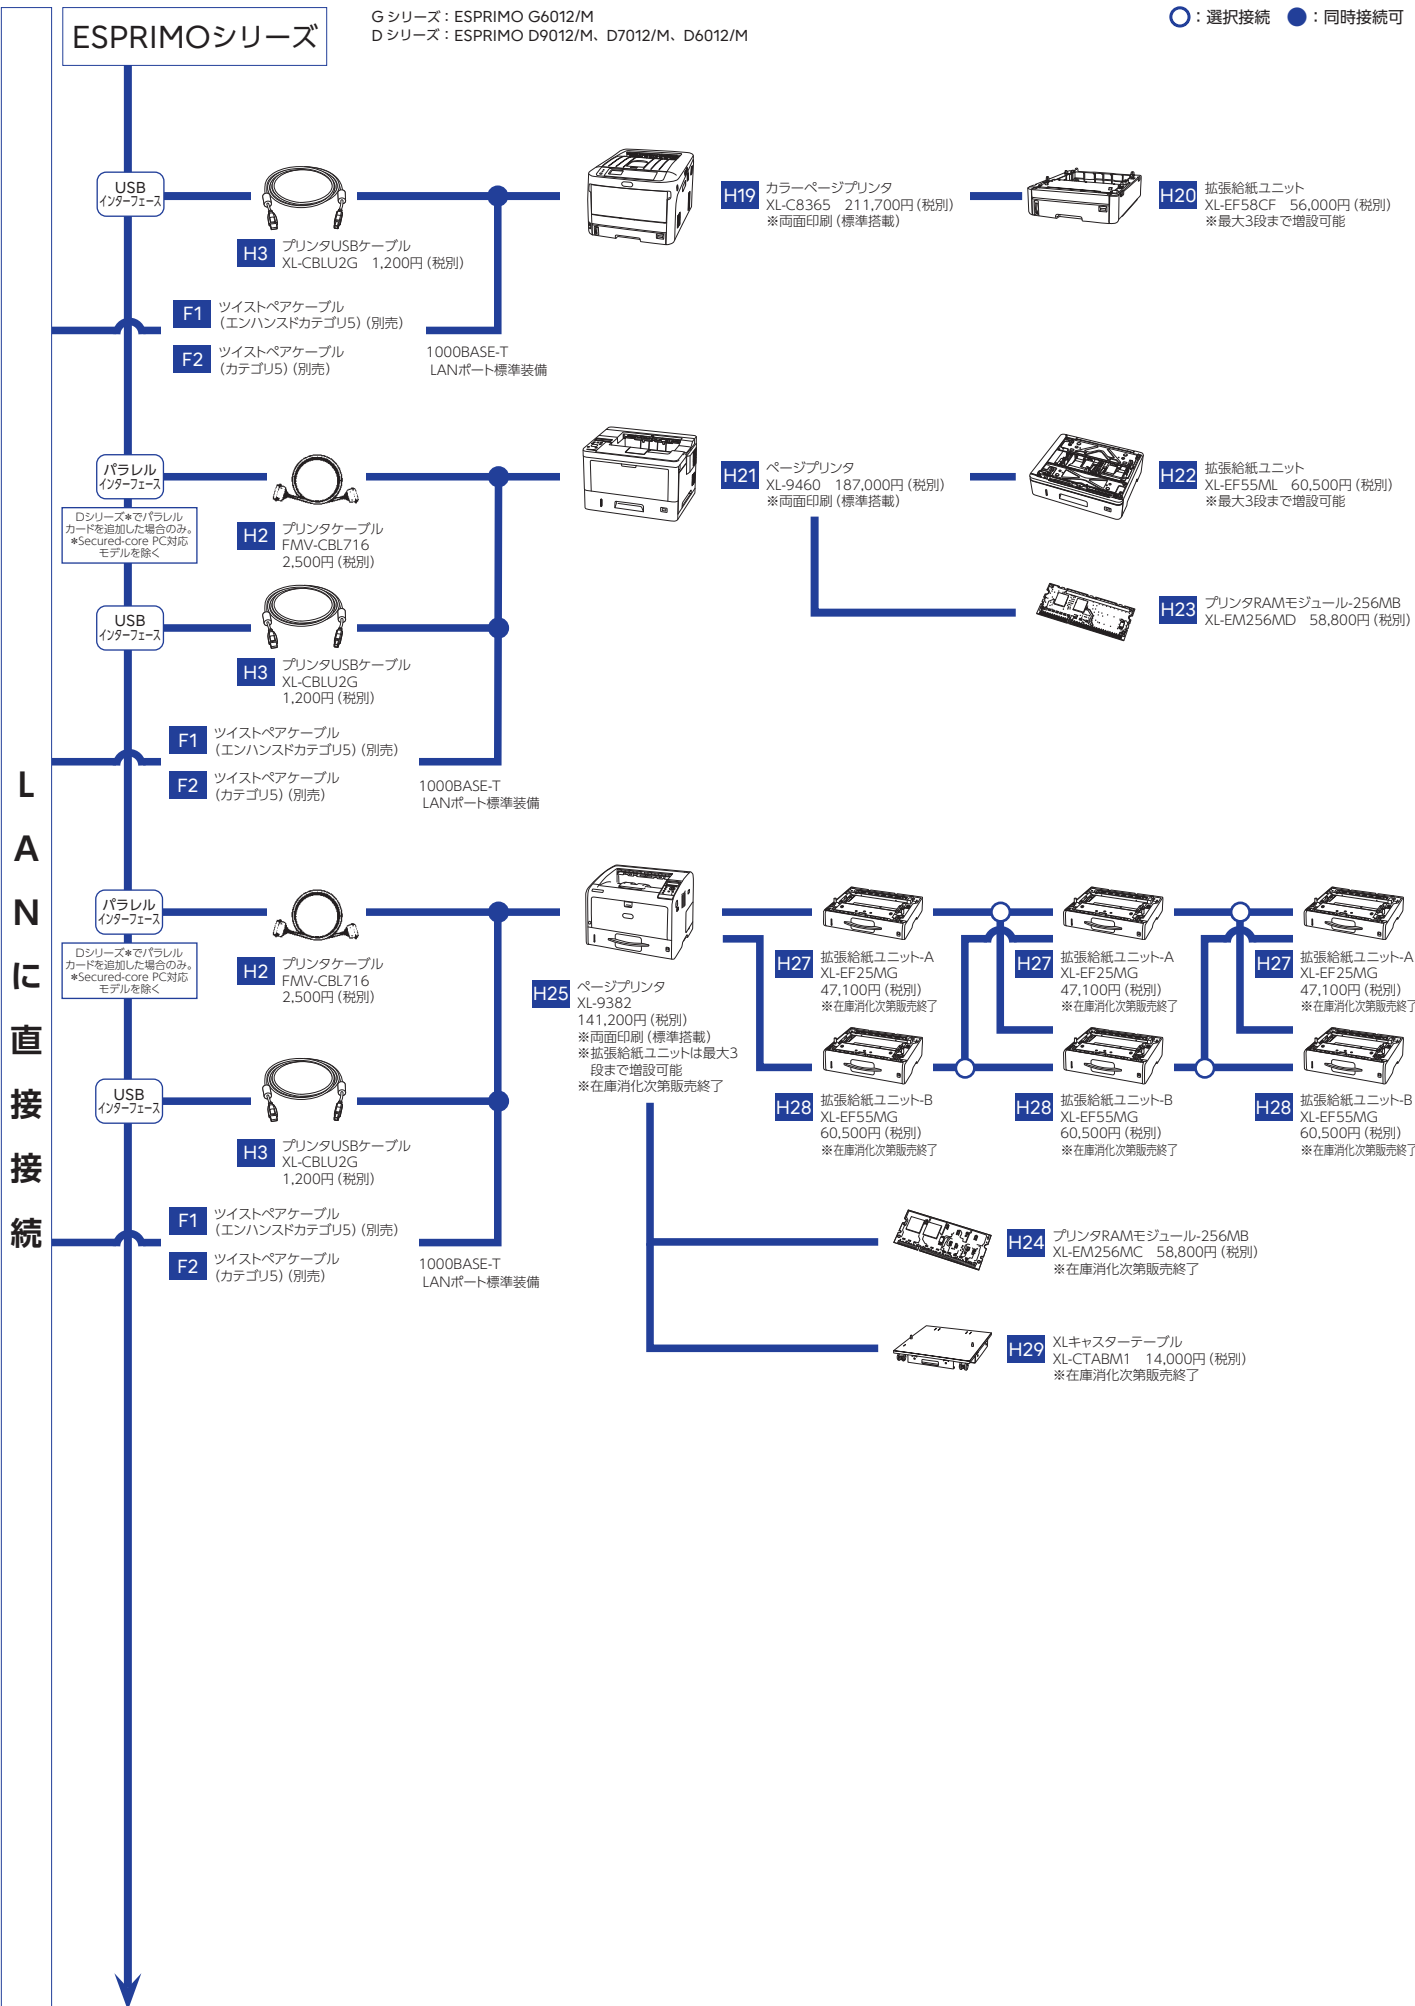 ESPRIMOシリーズ
G シリーズ：ESPRIMO G6012/M
D シリーズ：ESPRIMO D9012/M、D7012/M、D6012/M
：選択接続　：同時接続可
LANに直接接続
USB
インターフェース
H3 プリンタUSBケーブル
XL-CBLU2G　1,200円（税別）
H19 カラーページプリンタ
XL-C8365　211,700円（税別）
※両面印刷（標準搭載）
H20 拡張給紙ユニット
XL-EF58CF　56,000円（税別）
※最大3段まで増設可能
F1 ツイストペアケーブル
（エンハンスドカテゴリ5）（別売）
F2 ツイストペアケーブル
（カテゴリ5）（別売）
1000BASE-T
LANポート標準装備
パラレル
インターフェース
Dシリーズ＊でパラレル
カードを追加した場合のみ。
＊Secured-core PC対応
モデルを除く
H2 プリンタケーブル
FMV-CBL716
2,500円（税別）
H21 ページプリンタ
XL-9460　187,000円（税別）
※両面印刷（標準搭載）
H22 拡張給紙ユニット
XL-EF55ML　60,500円（税別）
※最大3段まで増設可能
H23 プリンタRAMモジュール-256MB
XL-EM256MD　58,800円（税別）
USB
インターフェース
H3 プリンタUSBケーブル
XL-CBLU2G
1,200円（税別）
F1 ツイストペアケーブル
（エンハンスドカテゴリ5）（別売）
F2 ツイストペアケーブル
（カテゴリ5）（別売）
1000BASE-T
LANポート標準装備
パラレル
インターフェース
Dシリーズ＊でパラレル
カードを追加した場合のみ。
＊Secured-core PC対応
モデルを除く
H2 プリンタケーブル
FMV-CBL716
2,500円（税別）
H25 ページプリンタ
XL-9382
141,200円（税別）
※両面印刷（標準搭載）
※拡張給紙ユニットは最大3
段まで増設可能
※在庫消化次第販売終了
H27 拡張給紙ユニット-A
XL-EF25MG
47,100円（税別）
※在庫消化次第販売終了
H27 拡張給紙ユニット-A
XL-EF25MG
47,100円（税別）
※在庫消化次第販売終了
H27 拡張給紙ユニット-A
XL-EF25MG
47,100円（税別）
※在庫消化次第販売終了
H28 拡張給紙ユニット-B
XL-EF55MG
60,500円（税別）
※在庫消化次第販売終了
H28 拡張給紙ユニット-B
XL-EF55MG
60,500円（税別）
※在庫消化次第販売終了
H28 拡張給紙ユニット-B
XL-EF55MG
60,500円（税別）
※在庫消化次第販売終了
USB
インターフェース
H3 プリンタUSBケーブル
XL-CBLU2G
1,200円（税別）
F1 ツイストペアケーブル
（エンハンスドカテゴリ5）（別売）
F2 ツイストペアケーブル
（カテゴリ5）（別売）
1000BASE-T
LANポート標準装備
H24 プリンタRAMモジュール-256MB
XL-EM256MC　58,800円（税別）
※在庫消化次第販売終了
H29 XLキャスターテーブル
XL-CTABM1　14,000円（税別）
※在庫消化次第販売終了